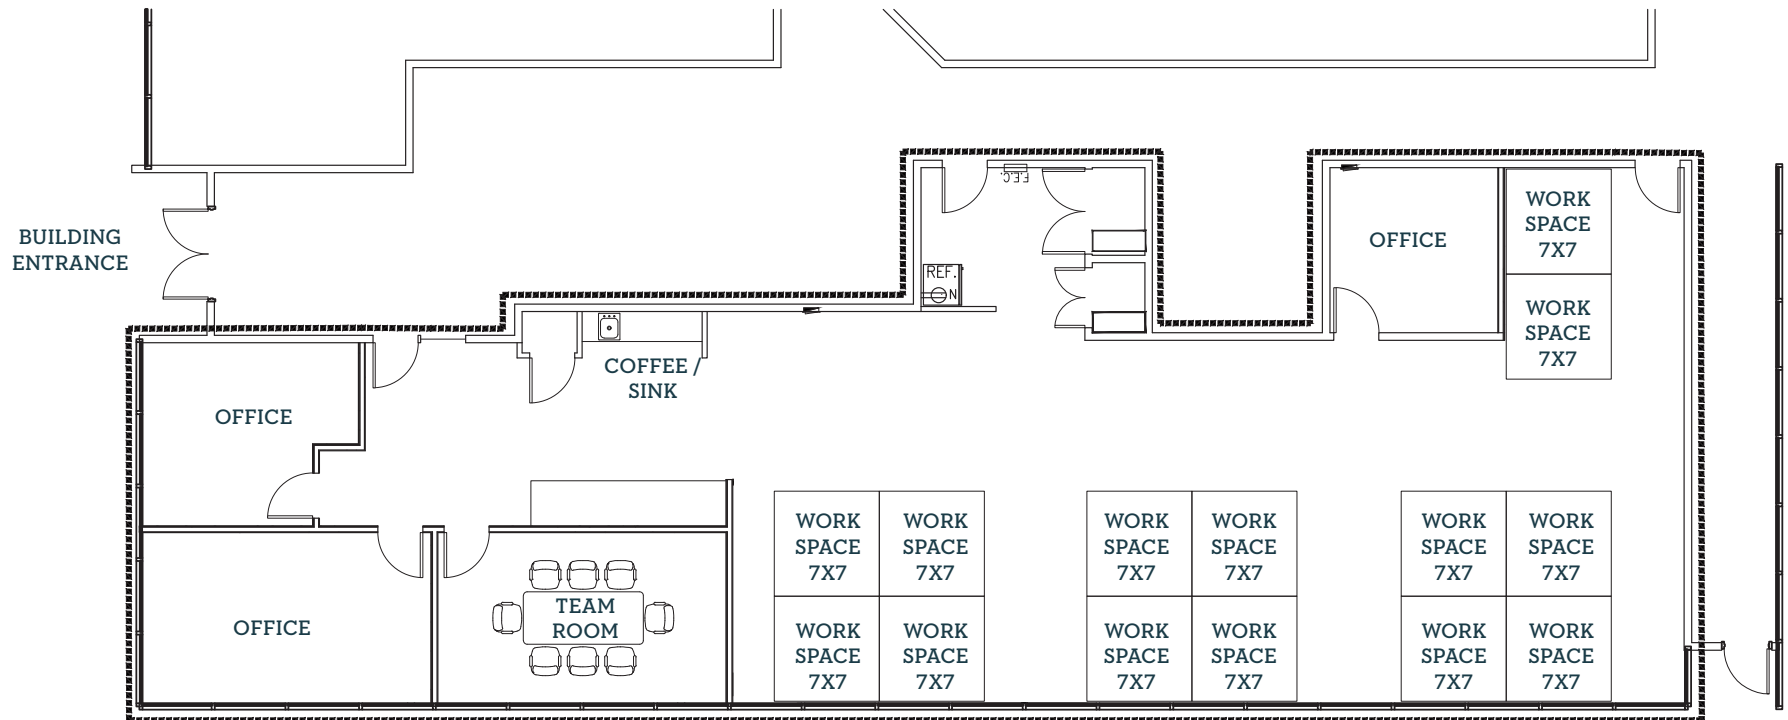 BUILDING
ENTRANCE
F.E.C.
REF.
N
OFFICE
WORK
SPACE
7X7
WORK
SPACE
7X7
COFFEE /
SINK
OFFICE
OFFICE
TEAM
ROOM
WORK
SPACE
7X7
WORK
SPACE
7X7
WORK
SPACE
7X7
WORK
SPACE
7X7
WORK
SPACE
7X7
WORK
SPACE
7X7
WORK
SPACE
7X7
WORK
SPACE
7X7
WORK
SPACE
7X7
WORK
SPACE
7X7
WORK
SPACE
7X7
WORK
SPACE
7X7